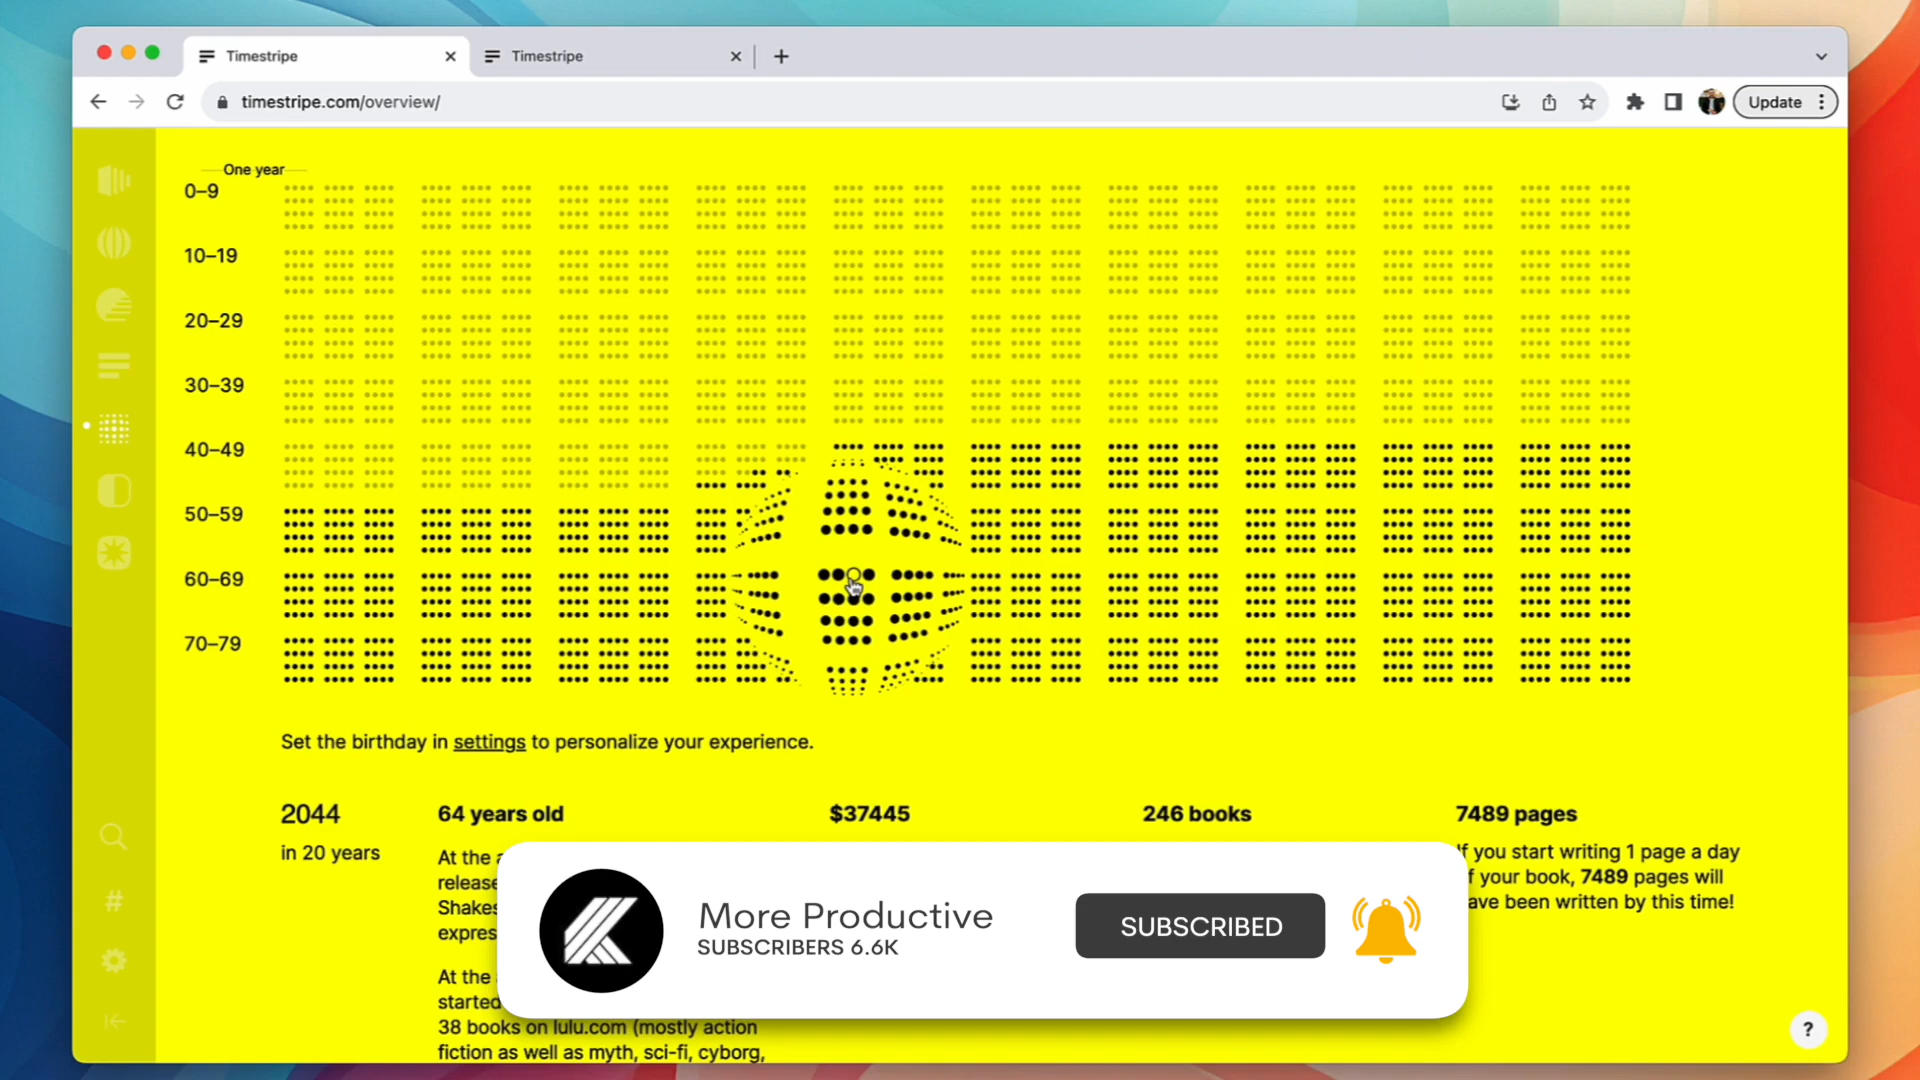 Timestripe
Timestripe
timestripe.com/overview/
Update
One year
0–9
10–19
20–29
30–39
40–49
50–59
60–69
70–79
Set the birthday in settings to personalize your experience.
2044
in 20 years
64 years old
At the
release
Shakes
expres
At the
started
38 books on lulu.com (mostly action
fiction as well as myth, sci-fi, cyborg,
$37445
246 books
7489 pages
If you start writing 1 page a day
f your book, 7489 pages will
ave been written by this time!
More Productive
SUBSCRIBERS 6.6K
SUBSCRIBED
#
?